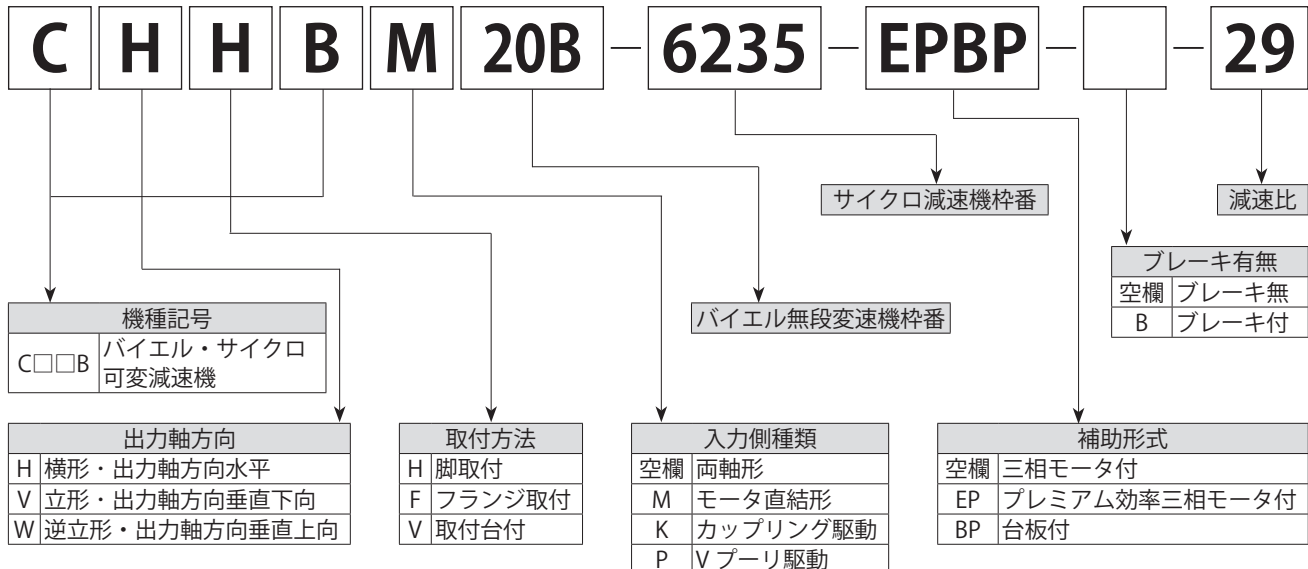 C H H B M 20B — 6235 — EPBP — □ — 29
サイクロ減速機枠番
減速比
ブレーキ有無
空欄 ブレーキ無
B ブレーキ付
機種記号
C□□B バイエル・サイクロ
可変減速機
バイエル無段変速機枠番
出力軸方向
H 横形・出力軸方向水平
V 立形・出力軸方向垂直下向
W 逆立形・出力軸方向垂直上向
取付方法
H 脚取付
F フランジ取付
V 取付台付
入力側種類
空欄 両軸形
M モータ直結形
K カップリング駆動
P Vプーリ駆動
補助形式
空欄 三相モータ付
EP プレミアム効率三相モータ付
BP 台板付